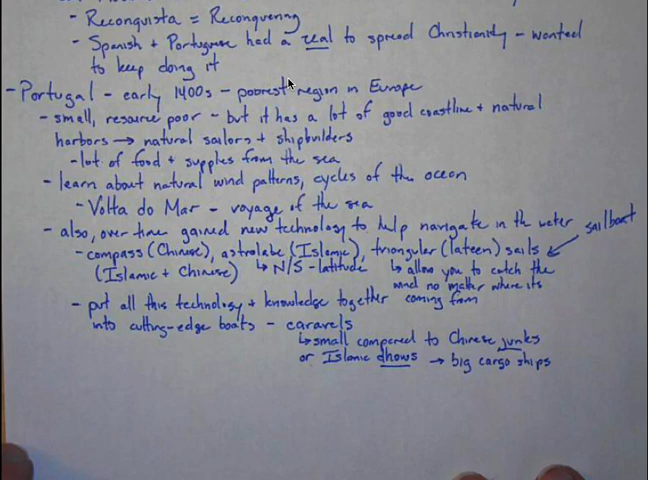 - Reconquista = Reconquering
- Spanish + Portuguese had a zeal to spread Christianity - wanted
to keep doing it
- Portugal - early 1400s - poorest region in Europe
- small, resource poor - but it has a lot of good coastline + natural
harbors → natural sailors + shipbuilders
- lot of food + supplies from the sea
- learn about natural wind patterns, cycles of the ocean
- Volta do Mar - voyage of the sea
- also, over time gained new technology to help navigate in the water
sailboat
- compass (Chinese), astrolabe (Islamic), triangular (lateen) sails
(Islamic + Chinese) ↳ N/S - latitude ↳ allow you to catch the
wind no matter where its
coming from
- put all this technology + knowledge together
into cutting-edge boats - caravels
↳ small compared to Chinese junks
or Islamic dhows → big cargo ships